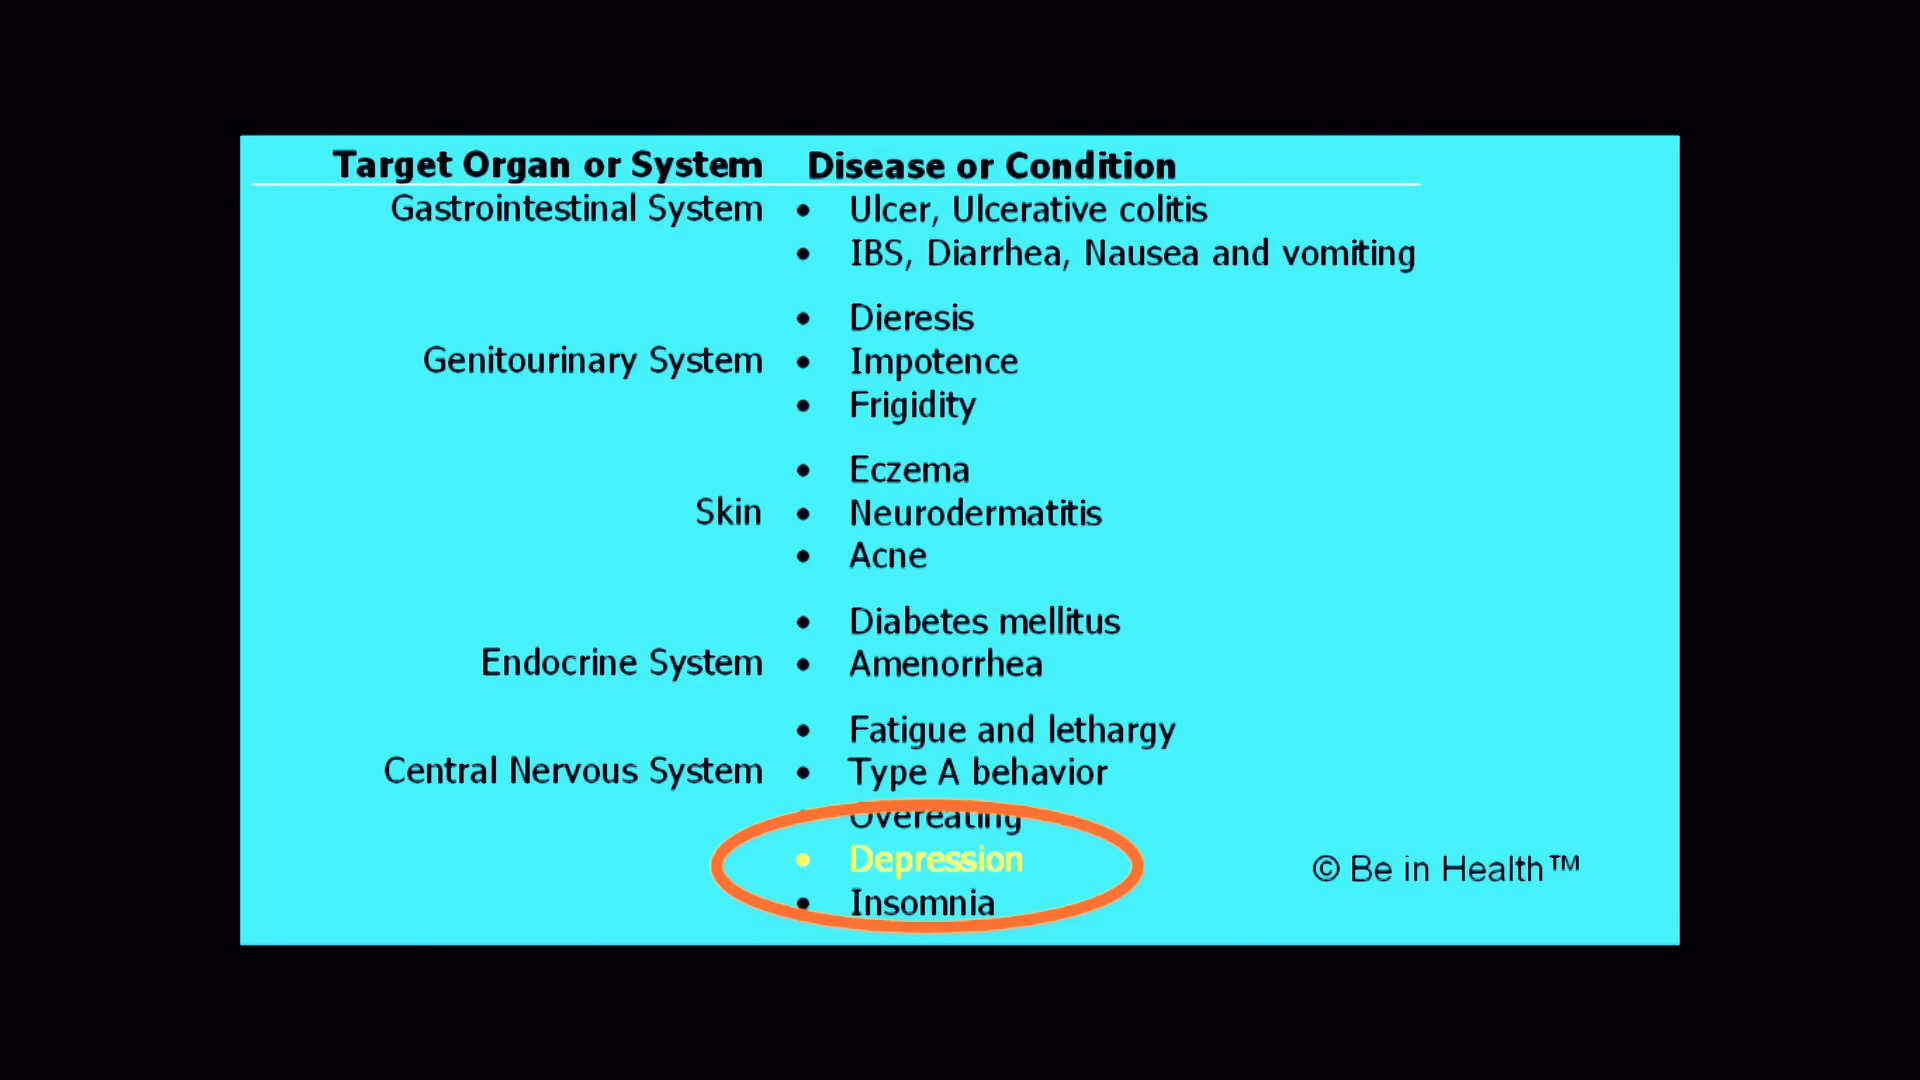 Target Organ or System Disease or Condition
Gastrointestinal System • Ulcer, Ulcerative colitis
• IBS, Diarrhea, Nausea and vomiting
• Dieresis
Genitourinary System • Impotence
• Frigidity
• Eczema
Skin • Neurodermatitis
• Acne
• Diabetes mellitus
Endocrine System • Amenorrhea
• Fatigue and lethargy
Central Nervous System • Type A behavior
• Overeating
• Depression
© Be in Health™
• Insomnia